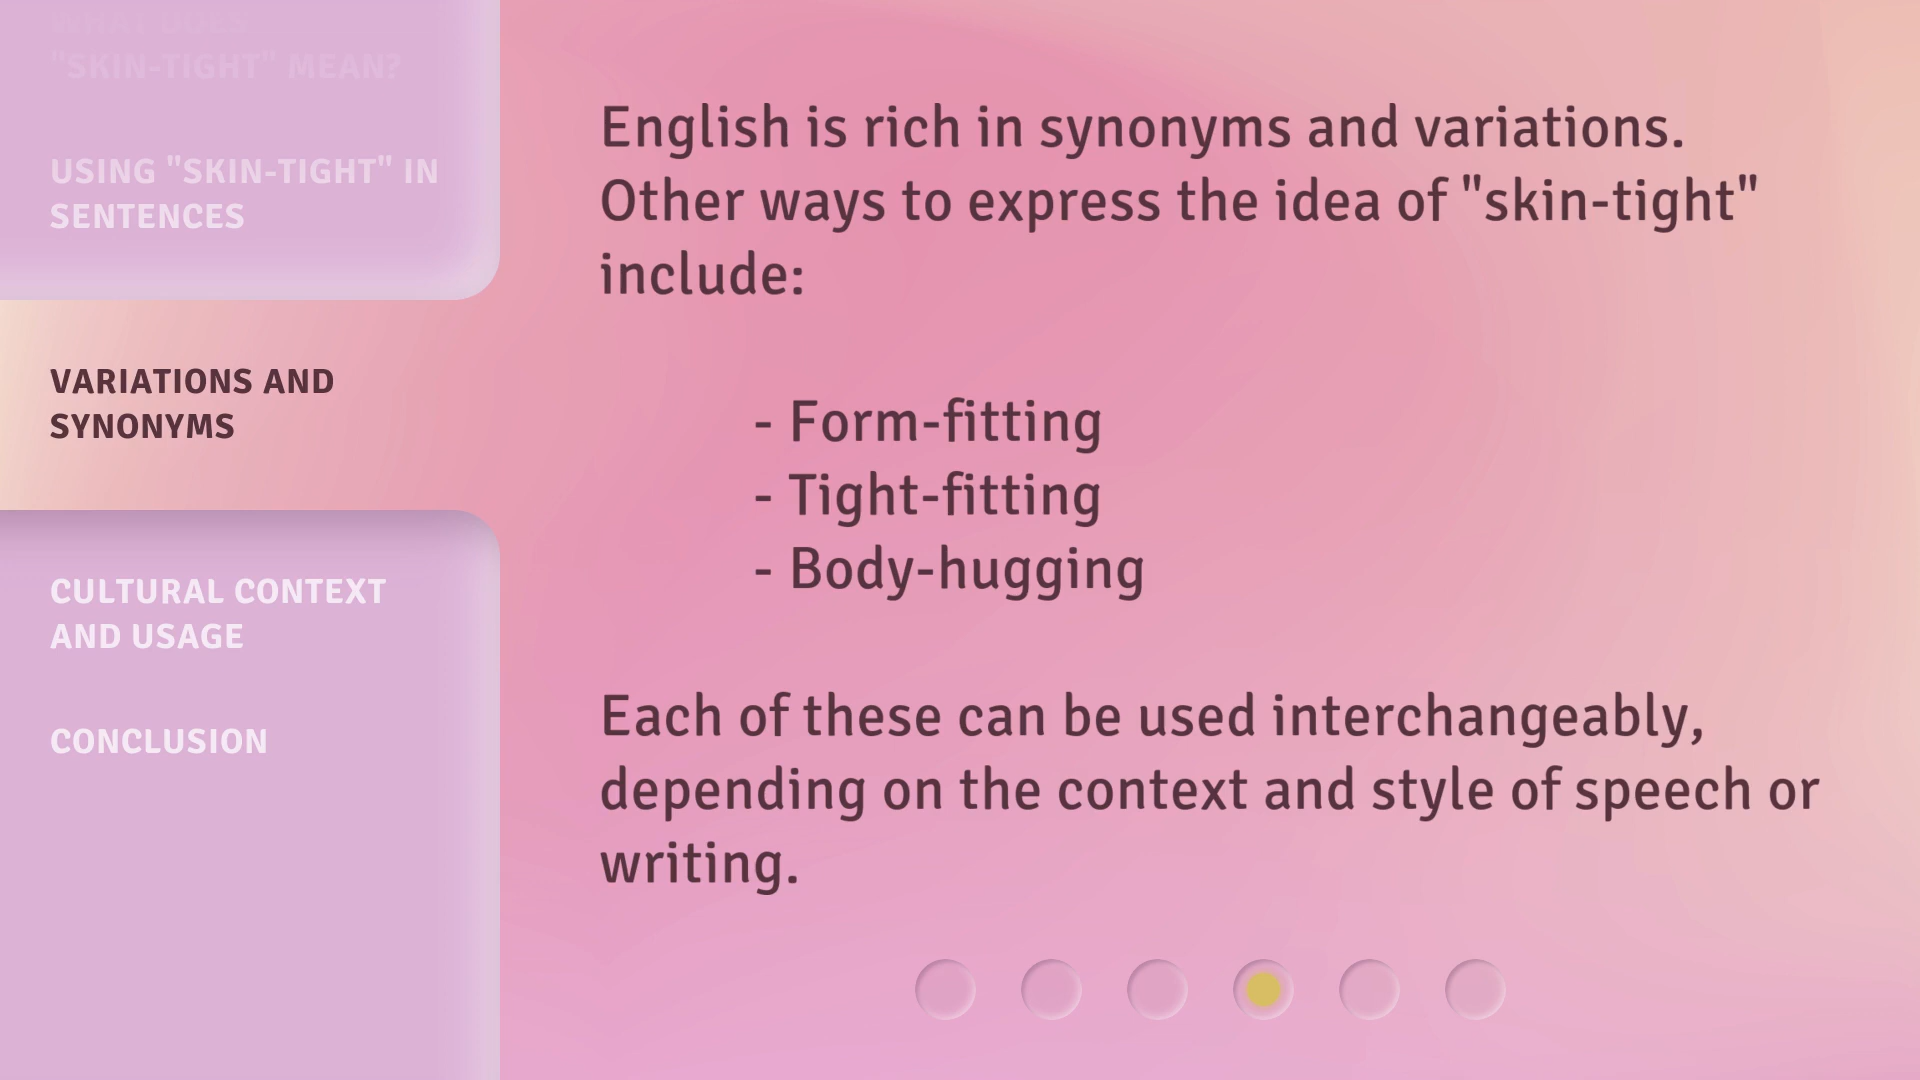 WHAT DOES
"SKIN-TIGHT" MEAN?
USING "SKIN-TIGHT" IN
SENTENCES
VARIATIONS AND
SYNONYMS
CULTURAL CONTEXT
AND USAGE
CONCLUSION
English is rich in synonyms and variations.
Other ways to express the idea of "skin-tight"
include:
- Form-fitting
- Tight-fitting
- Body-hugging
Each of these can be used interchangeably,
depending on the context and style of speech or
writing.